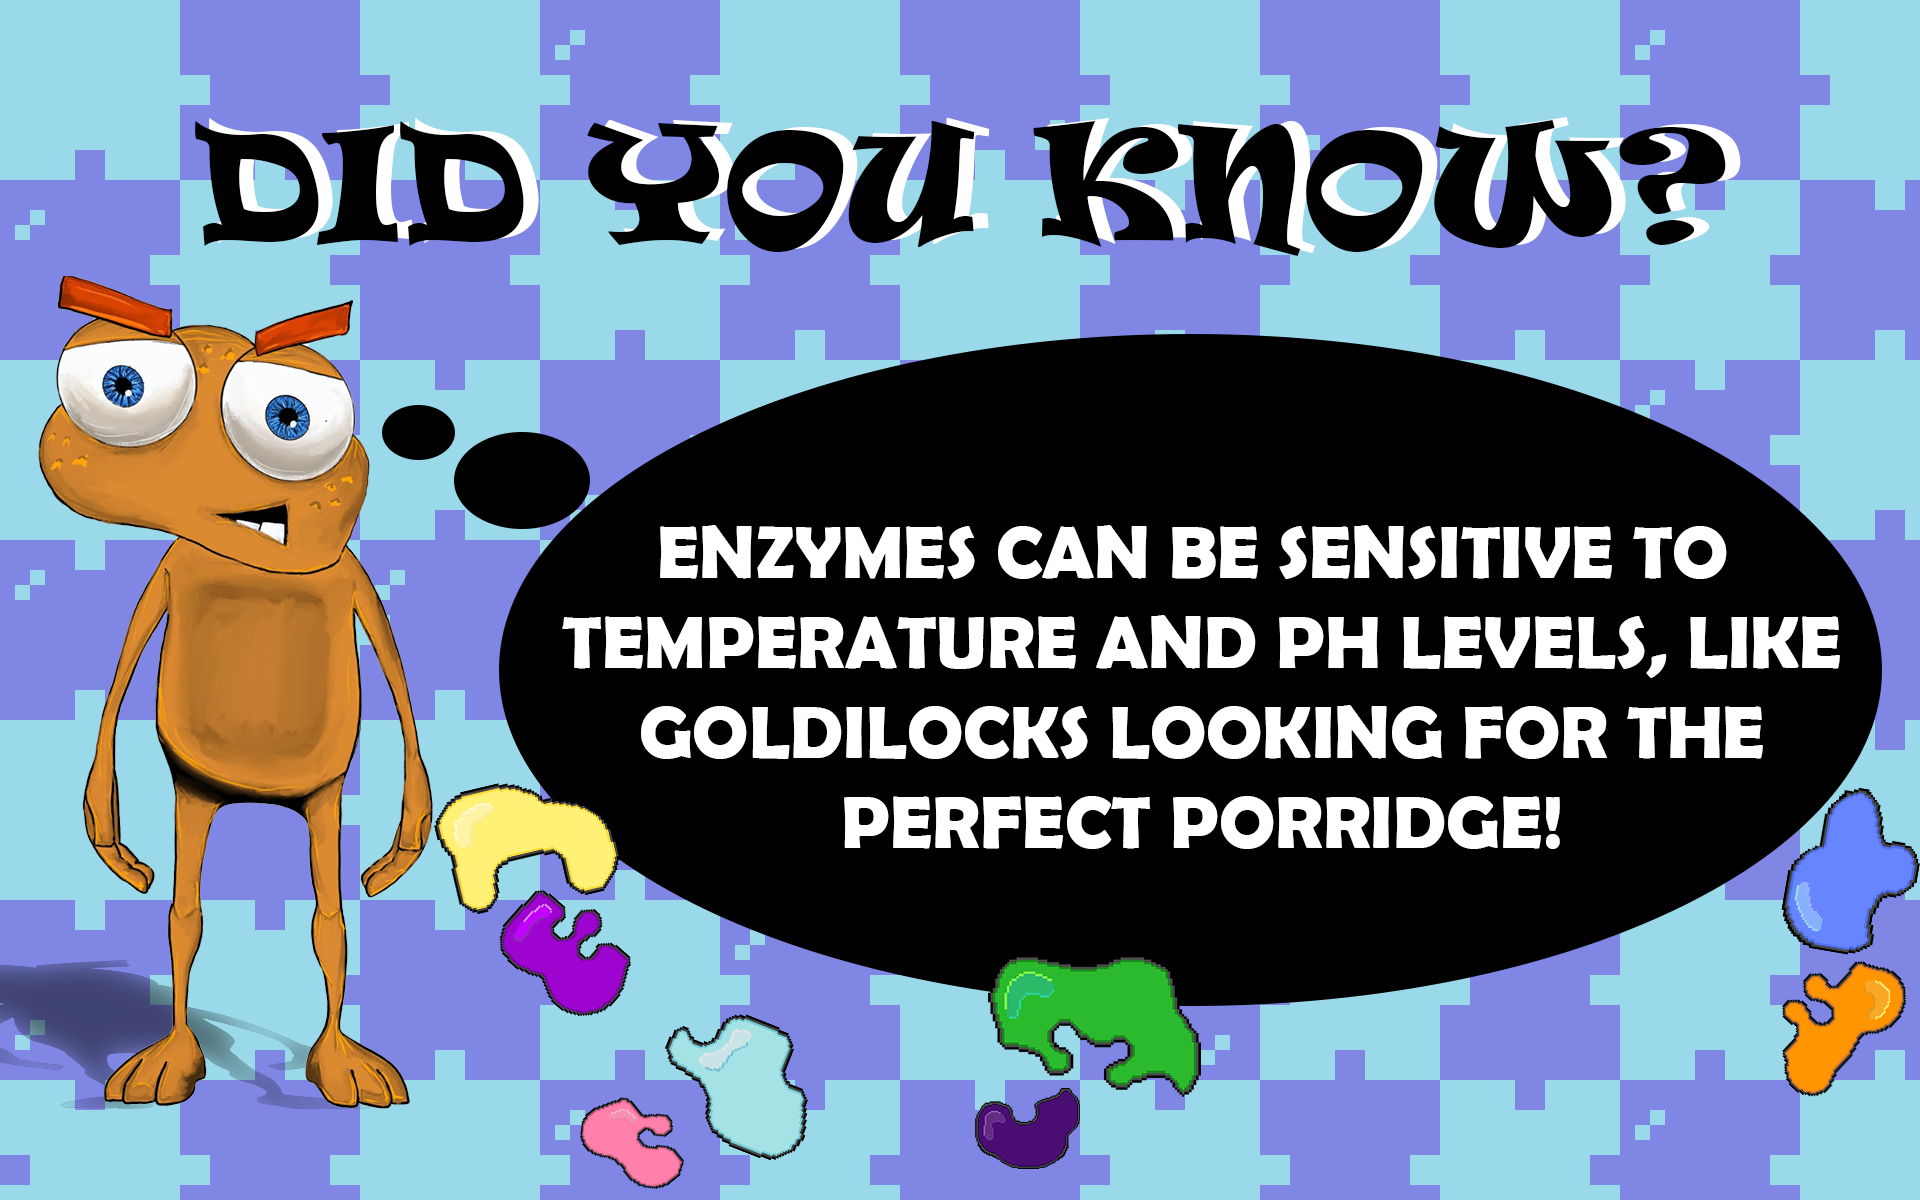 DID YOU KNOW?
ENZYMES CAN BE SENSITIVE TO
TEMPERATURE AND PH LEVELS, LIKE
GOLDILOCKS LOOKING FOR THE
PERFECT PORRIDGE!